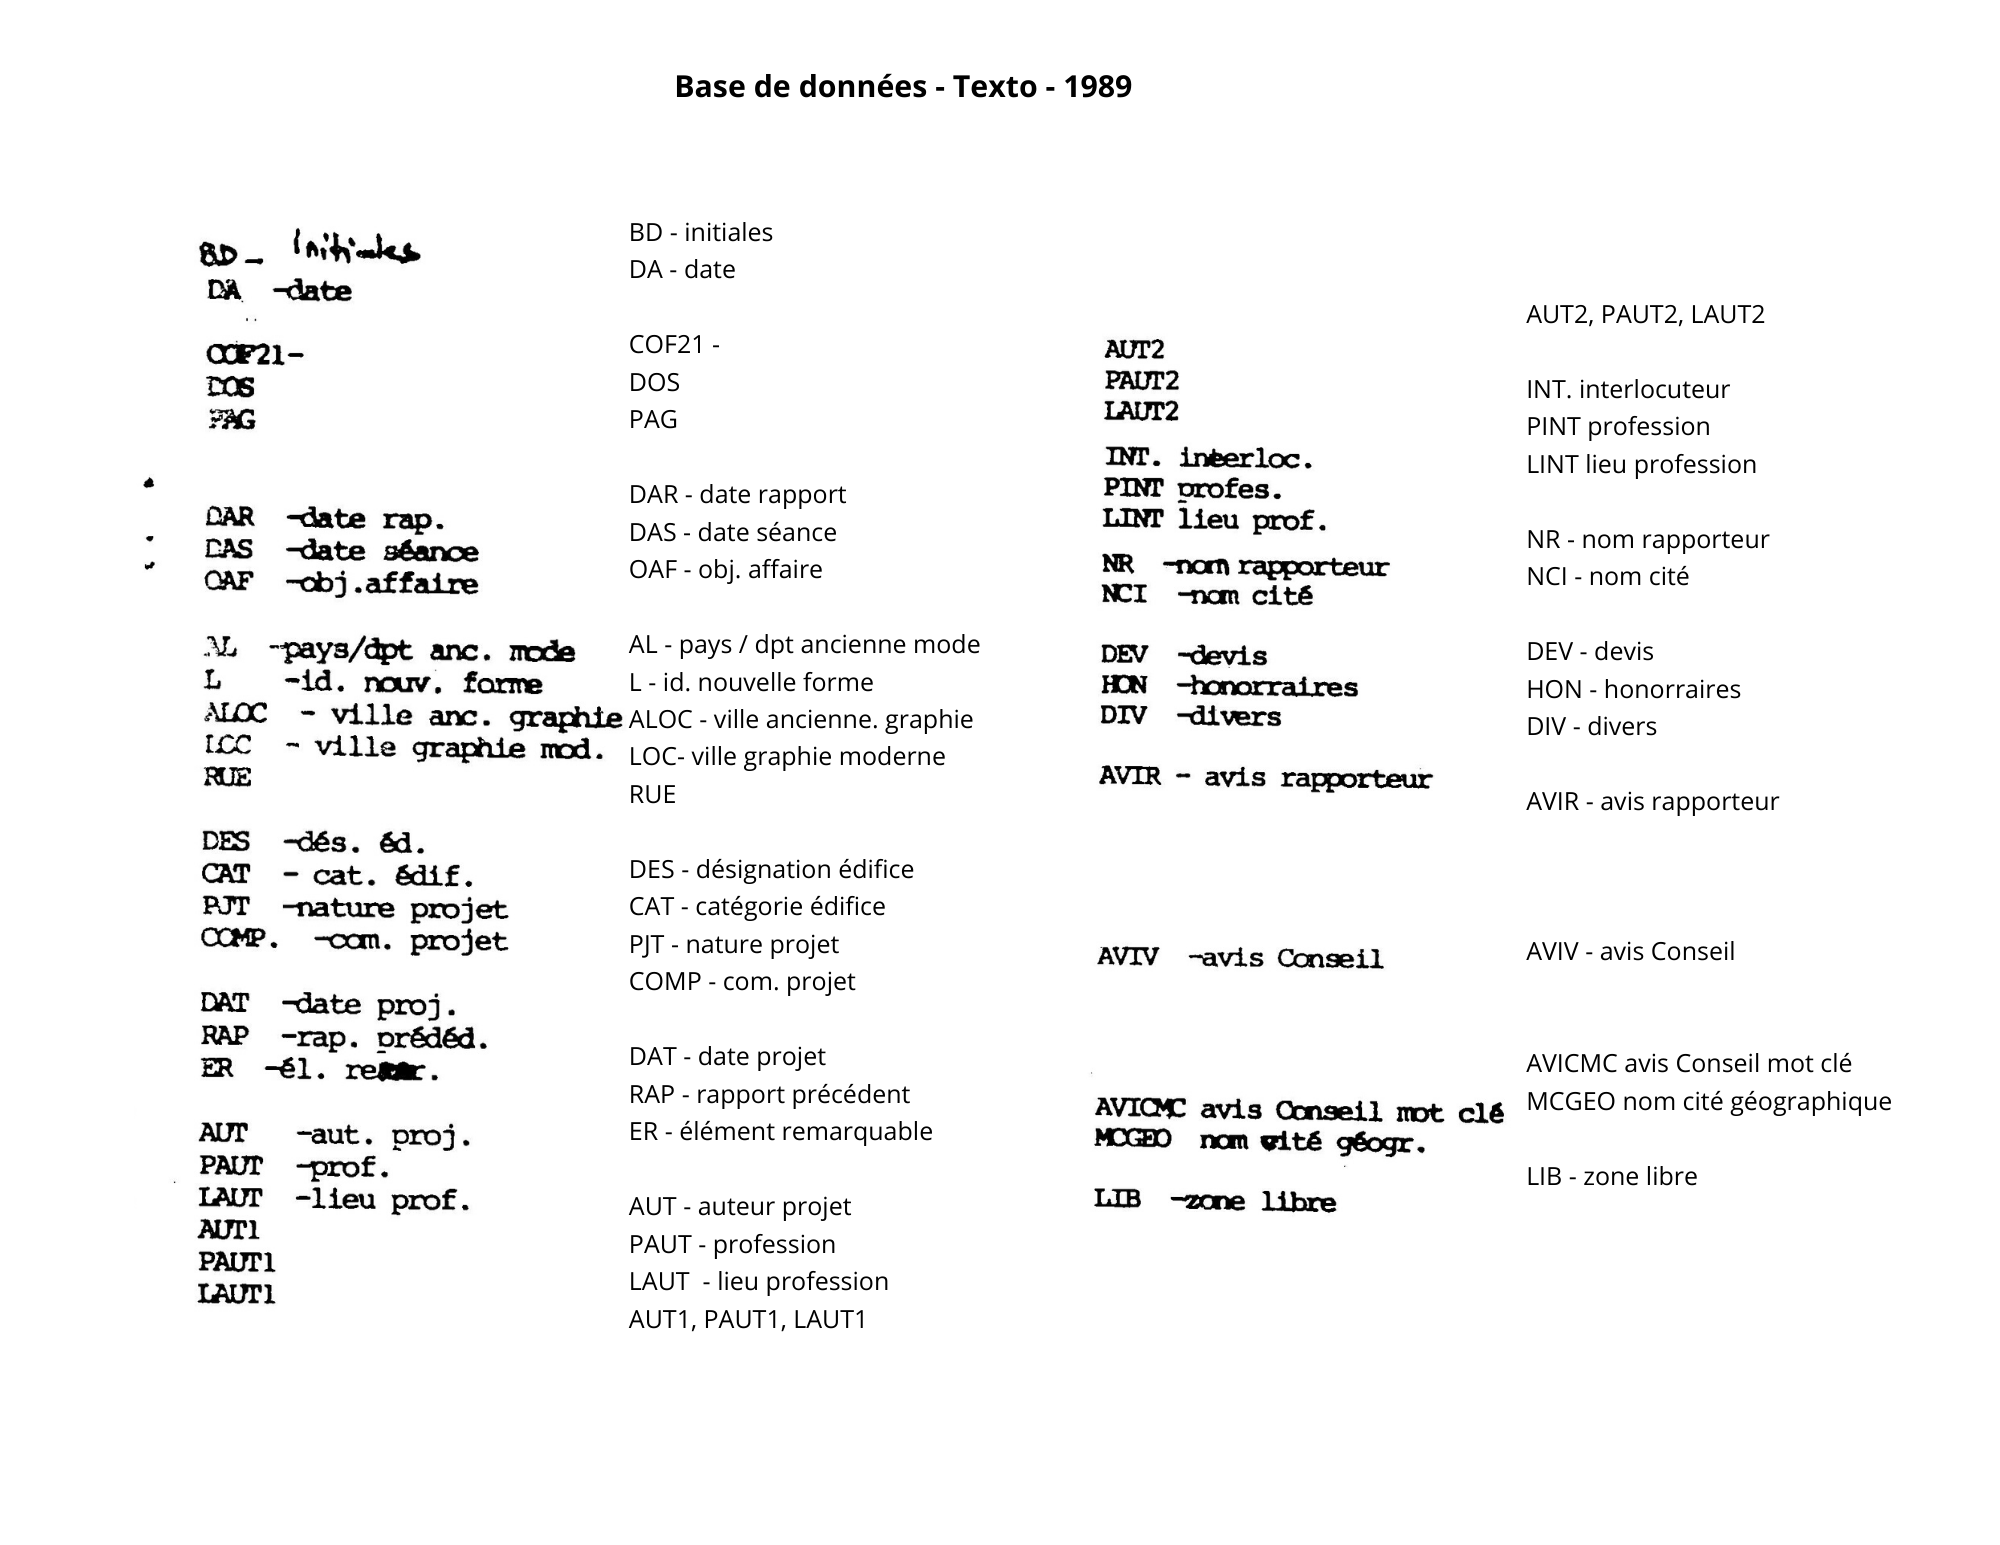 Base de données - Texto - 1989
BD - Initiales
DA -date
COF21-
DOS
PAG
DAR -date rap.
DAS -date séance
OAF -obj.affaire
AL -pays/dpt anc. mode
L -id. nouv. forme
ALOC - ville anc. graphie
LOC - ville graphie mod.
RUE
DES -dés. éd.
CAT - cat. édif.
PJT -nature projet
COMP. -com. projet
DAT -date proj.
RAP -rap. prédéd.
ER -él.
AUT -aut. proj.
PAUT -prof.
LAUT -lieu prof.
AUT1
PAUT1
LAUT1
BD - initiales
DA - date
COF21 -
DOS
PAG
DAR - date rapport
DAS - date séance
OAF - obj. affaire
AL - pays / dpt ancienne mode
L - id. nouvelle forme
ALOC - ville ancienne. graphie
LOC- ville graphie moderne
RUE
DES - désignation édifice
CAT - catégorie édifice
PJT - nature projet
COMP - com. projet
DAT - date projet
RAP - rapport précédent
ER - élément remarquable
AUT - auteur projet
PAUT - profession
LAUT - lieu profession
AUT1, PAUT1, LAUT1
AUT2
PAUT2
LAUT2
INT. interloc.
PINT profes.
LINT lieu prof.
NR -nom rapporteur
NCI -nom cité
DEV -devis
HON -honorraires
DIV -divers
AVIR - avis rapporteur
AVIV -avis Conseil
AVICMC avis Conseil mot clé
MCGEO nom cité géogr.
LIB -zone libre
AUT2, PAUT2, LAUT2
INT. interlocuteur
PINT profession
LINT lieu profession
NR - nom rapporteur
NCI - nom cité
DEV - devis
HON - honorraires
DIV - divers
AVIR - avis rapporteur
AVIV - avis Conseil
AVICMC avis Conseil mot clé
MCGEO nom cité géographique
LIB - zone libre